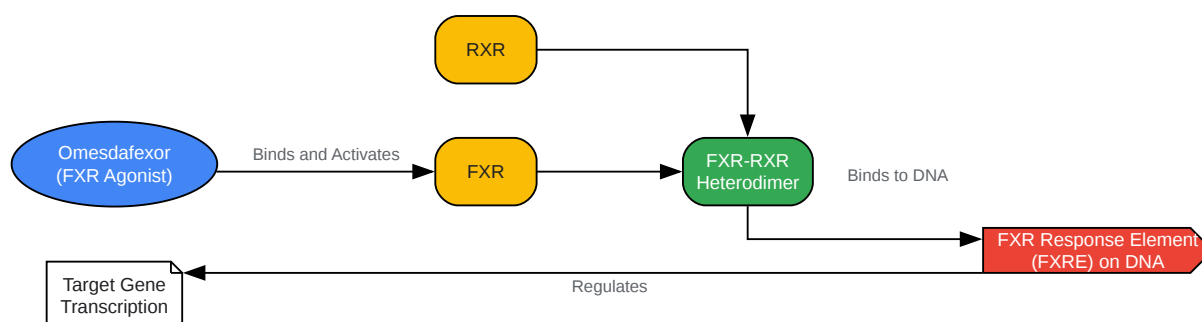 RXR
Omesdafexor
(FXR Agonist)
Binds and Activates
FXR
FXR-RXR
Heterodimer
Binds to DNA
FXR Response Element
(FXRE) on DNA
Target Gene
Transcription
Regulates